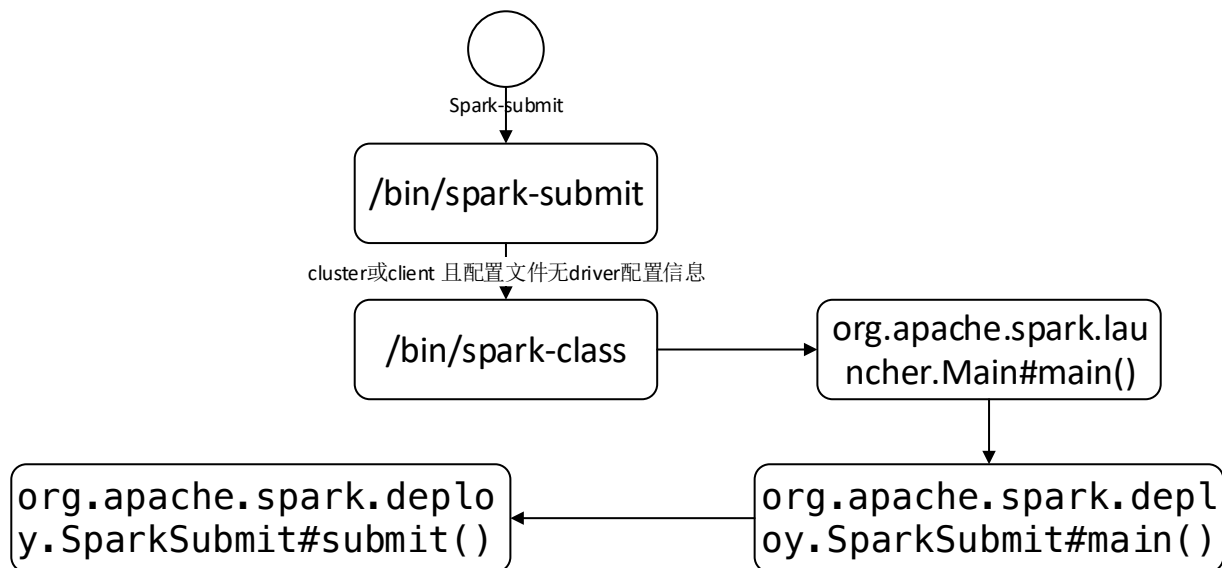 Spark-submit
/bin/spark-submit
cluster或client 且配置文件无driver配置信息
/bin/spark-class
org.apache.spark.lau
ncher.Main#main()
org.apache.spark.deplo
y.SparkSubmit#submit()
org.apache.spark.depl
oy.SparkSubmit#main()